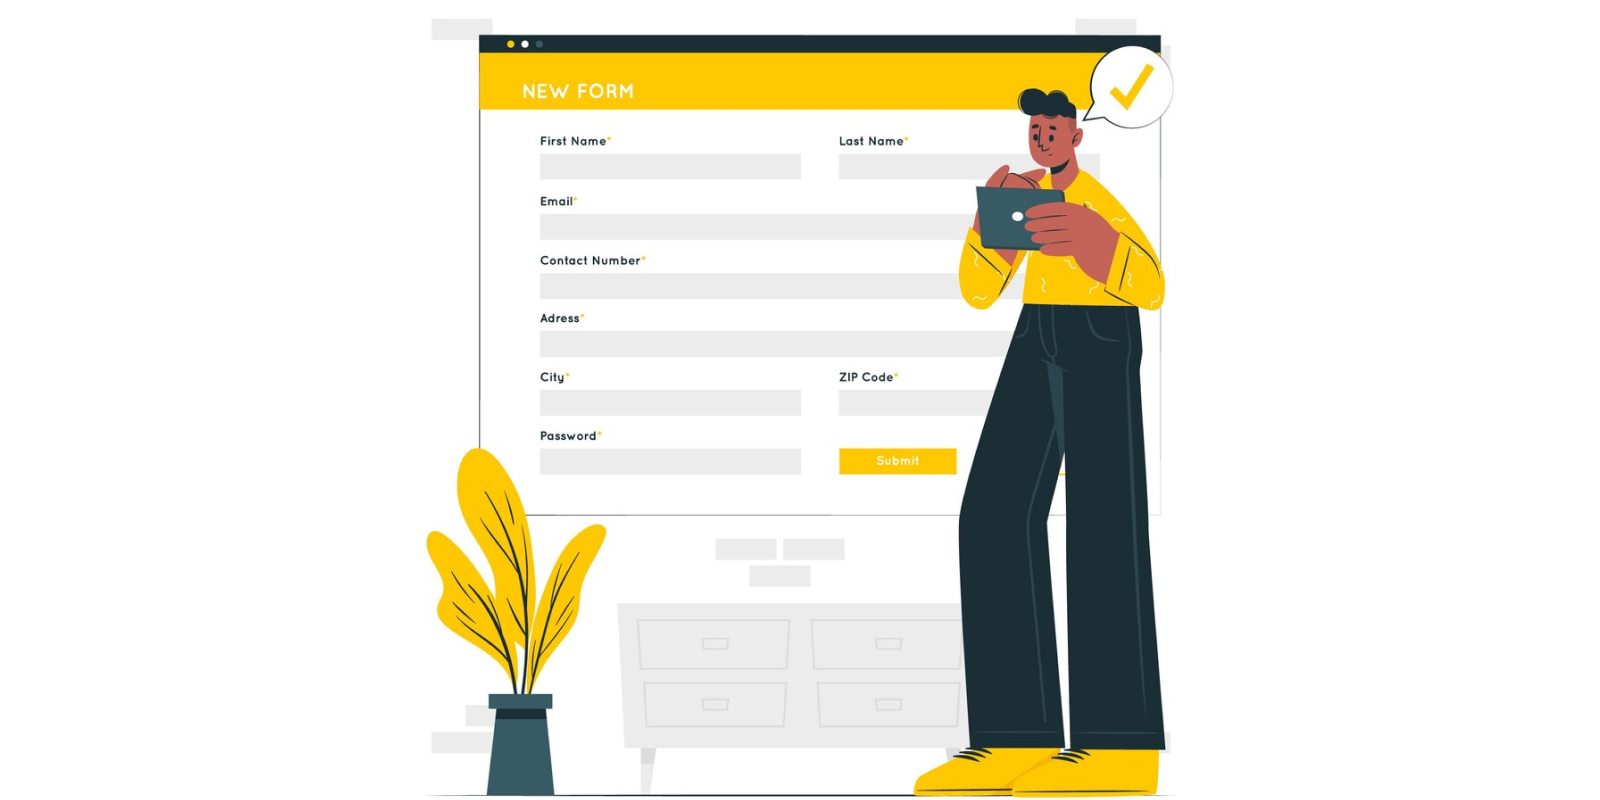 NEW FORM
First Name* Last Name*
Email*
Contact Number*
Adress*
City* ZIP Code*
Password*
Submit